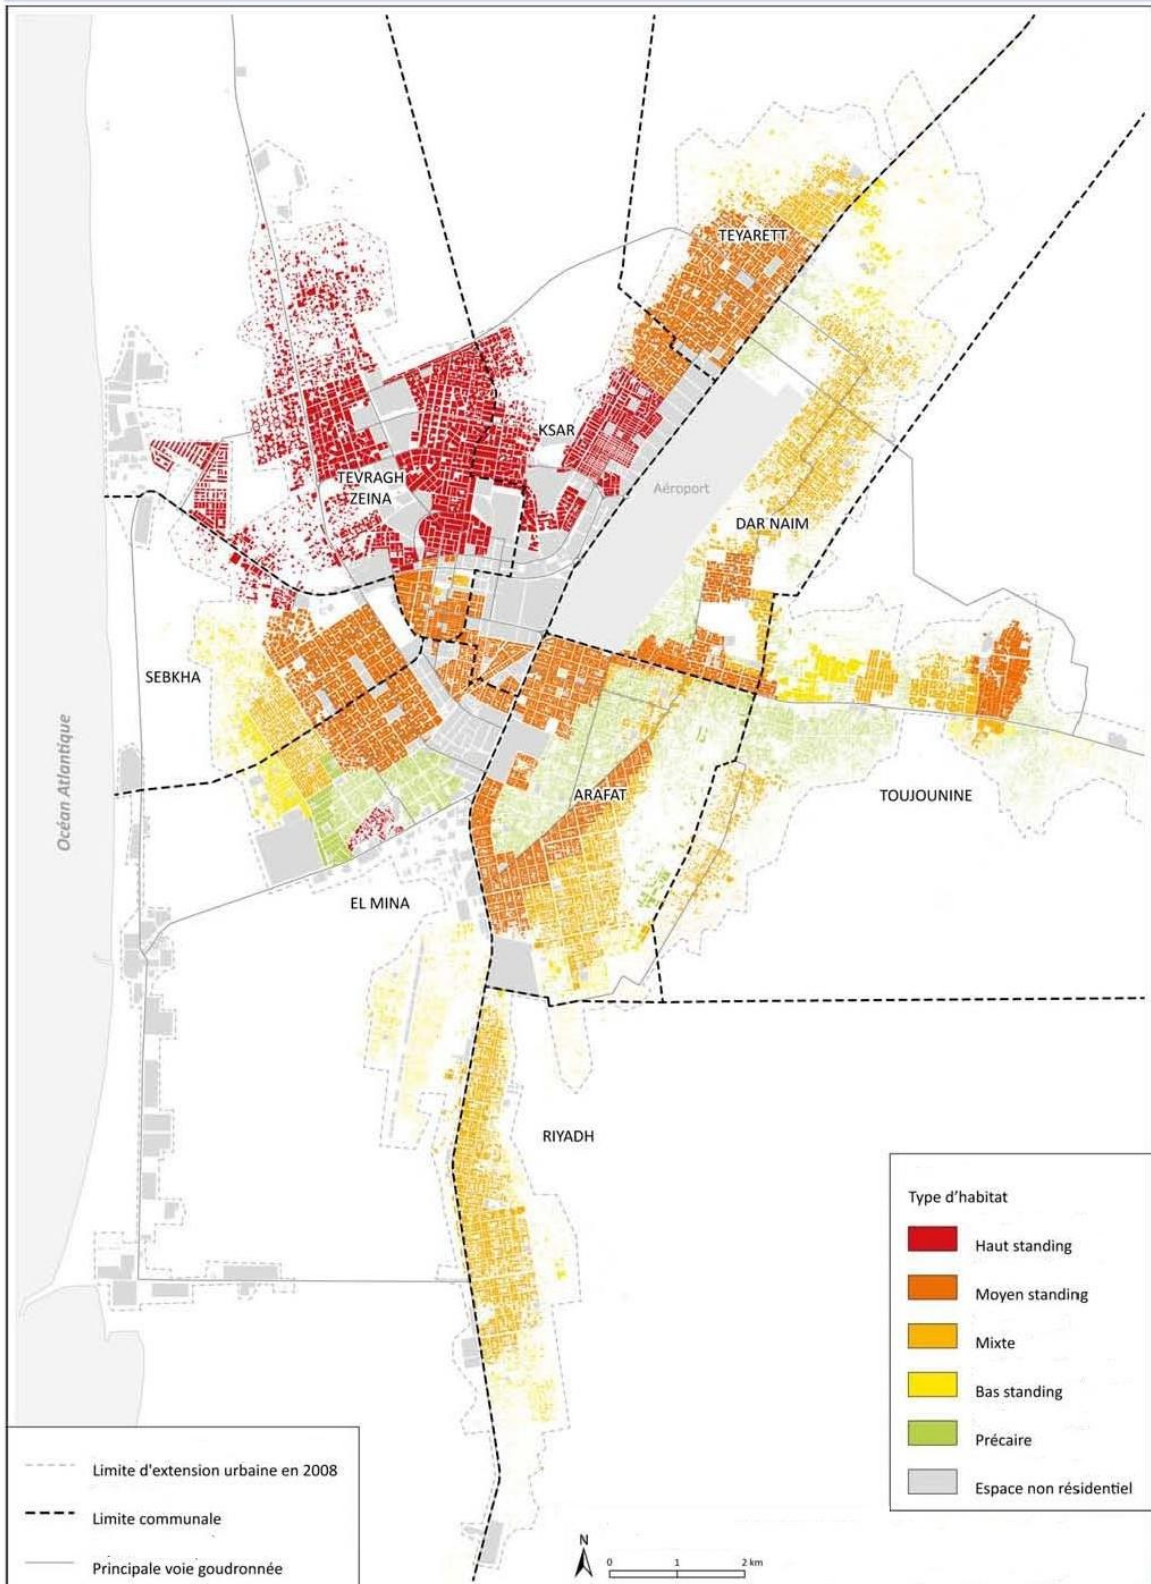 TEYARETT
KSAR
TEVRAGH
ZEINA
Aéroport
DAR NAIM
SEBKHA
Océan Atlantique
ARAFAT
TOUJOUNINE
EL MINA
RIYADH
Type d'habitat
Haut standing
Moyen standing
Mixte
Bas standing
Précaire
Espace non résidentiel
Limite d'extension urbaine en 2008
Limite communale
Principale voie goudronnée
N
0 1 2 km